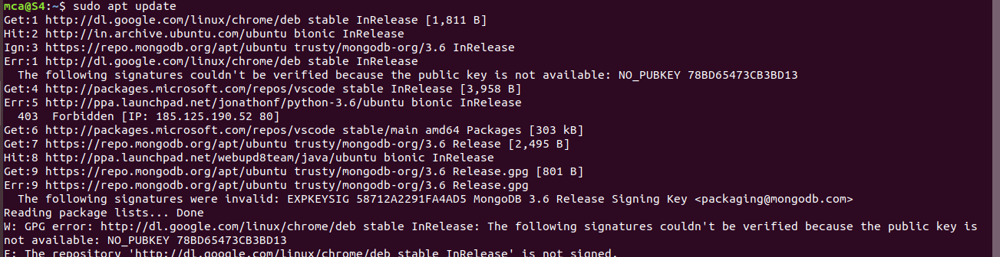 mca@S4:~$ sudo apt update
Get:1 http://dl.google.com/linux/chrome/deb stable InRelease [1,811 B]
Hit:2 http://in.archive.ubuntu.com/ubuntu bionic InRelease
Ign:3 https://repo.mongodb.org/apt/ubuntu trusty/mongodb-org/3.6 InRelease
Err:1 http://dl.google.com/linux/chrome/deb stable InRelease
  The following signatures couldn't be verified because the public key is not available: NO_PUBKEY 78BD65473CB3BD13
Get:4 http://packages.microsoft.com/repos/vscode stable InRelease [3,958 B]
Err:5 http://ppa.launchpad.net/jonathonf/python-3.6/ubuntu bionic InRelease
  403  Forbidden [IP: 185.125.190.52 80]
Get:6 http://packages.microsoft.com/repos/vscode stable/main amd64 Packages [303 kB]
Get:7 https://repo.mongodb.org/apt/ubuntu trusty/mongodb-org/3.6 Release [2,495 B]
Hit:8 http://ppa.launchpad.net/webupd8team/java/ubuntu bionic InRelease
Get:9 https://repo.mongodb.org/apt/ubuntu trusty/mongodb-org/3.6 Release.gpg [801 B]
Err:9 https://repo.mongodb.org/apt/ubuntu trusty/mongodb-org/3.6 Release.gpg
  The following signatures were invalid: EXPKEYSIG 58712A2291FA4AD5 MongoDB 3.6 Release Signing Key <packaging@mongodb.com>
Reading package lists... Done
W: GPG error: http://dl.google.com/linux/chrome/deb stable InRelease: The following signatures couldn't be verified because the public key is
not available: NO_PUBKEY 78BD65473CB3BD13
E: The repository 'http://dl.google.com/linux/chrome/deb stable InRelease' is not signed.